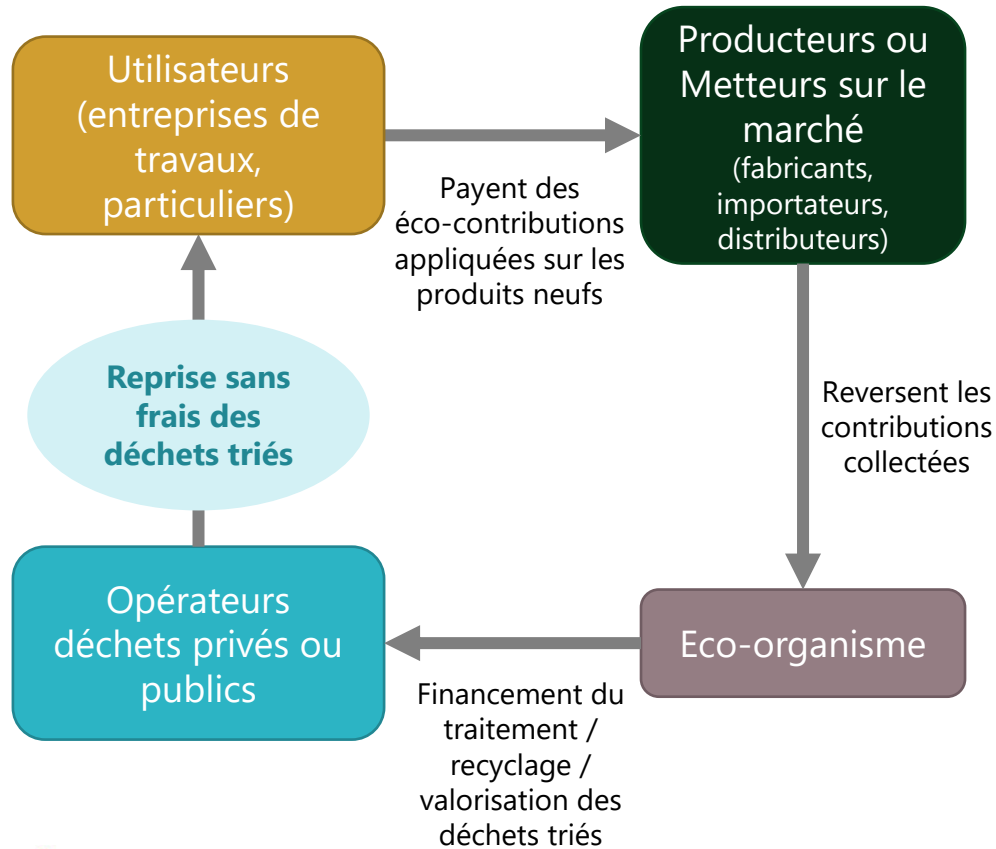 Utilisateurs
(entreprises de
travaux,
particuliers)
Payent des
éco-contributions
appliquées sur les
produits neufs
Producteurs ou
Metteurs sur le
marché
(fabricants,
importateurs,
distributeurs)
Reversent les
contributions
collectées
Eco-organisme
Financement du
traitement /
recyclage /
valorisation des
déchets triés
Opérateurs
déchets privés ou
publics
Reprise sans
frais des
déchets triés